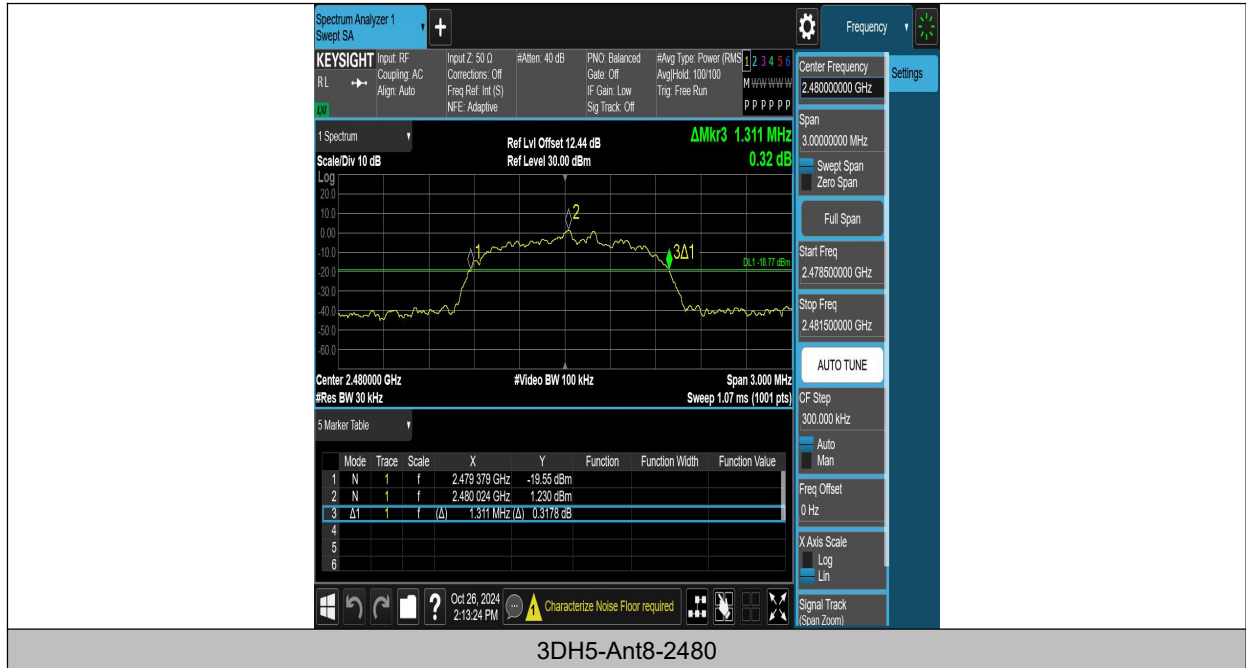 Spectrum Analyzer 1
Swept SA
+
Frequency
KEYSIGHT
RL
LXI
Input: RF
Coupling: AC
Align: Auto
Input Z: 50 Ω
Corrections: Off
Freq Ref: Int (S)
NFE: Adaptive
#Atten: 40 dB
PNO: Balanced
Gate: Off
IF Gain: Low
Sig Track: Off
#Avg Type: Power (RMS
Avg|Hold: 100/100
Trig: Free Run
1 2 3 4 5 6
M W W W W W
P P P P P P
1 Spectrum
Scale/Div 10 dB
Ref Lvl Offset 12.44 dB
Ref Level 30.00 dBm
ΔMkr3 1.311 MHz
0.32 dB
Log
20.0
10.0
0.00
-10.0
-20.0
-30.0
-40.0
-50.0
-60.0
1
2
3Δ1
DL1 -18.77 dBm
Center 2.480000 GHz
#Video BW 100 kHz
Span 3.000 MHz
#Res BW 30 kHz
Sweep 1.07 ms (1001 pts)
5 Marker Table
Mode Trace Scale X Y Function Function Width Function Value
1 N 1 f 2.479 379 GHz -19.55 dBm
2 N 1 f 2.480 024 GHz 1.230 dBm
3 Δ1 1 f (Δ) 1.311 MHz (Δ) 0.3178 dB
4
5
6
?
Oct 26, 2024
2:13:24 PM
1
Characterize Noise Floor required
Center Frequency
2.480000000 GHz
Settings
Span
3.00000000 MHz
Swept Span
Zero Span
Full Span
Start Freq
2.478500000 GHz
Stop Freq
2.481500000 GHz
AUTO TUNE
CF Step
300.000 kHz
Auto
Man
Freq Offset
0 Hz
X Axis Scale
Log
Lin
Signal Track
(Span Zoom)
3DH5-Ant8-2480